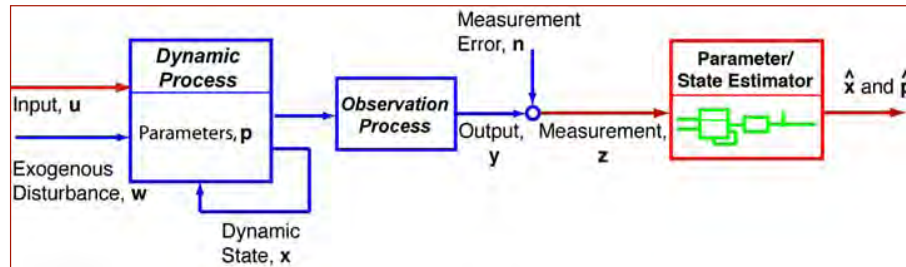 Dynamic
Process
Input, u
Parameters, p
Exogenous
Disturbance, w
Dynamic
State, x
Observation
Process
Measurement
Error, n
Output,
y
Measurement,
z
Parameter/
State Estimator
x̂ and p̂